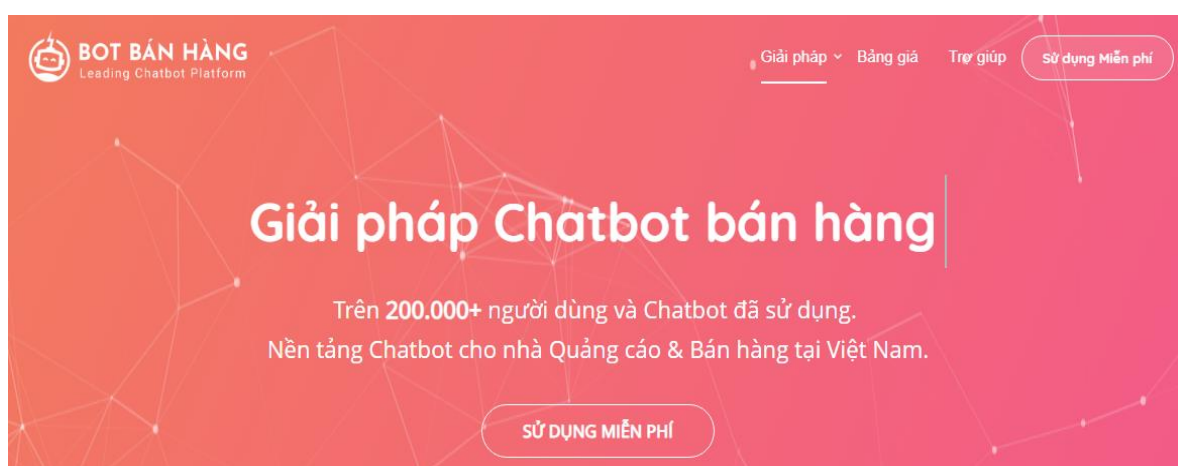 BOT BÁN HÀNG
Leading Chatbot Platform
Giải pháp
Bảng giá
Trợ giúp
Sử dụng Miễn phí
Giải pháp Chatbot bán hàng
Trên 200.000+ người dùng và Chatbot đã sử dụng.
Nền tảng Chatbot cho nhà Quảng cáo & Bán hàng tại Việt Nam.
SỬ DỤNG MIỄN PHÍ